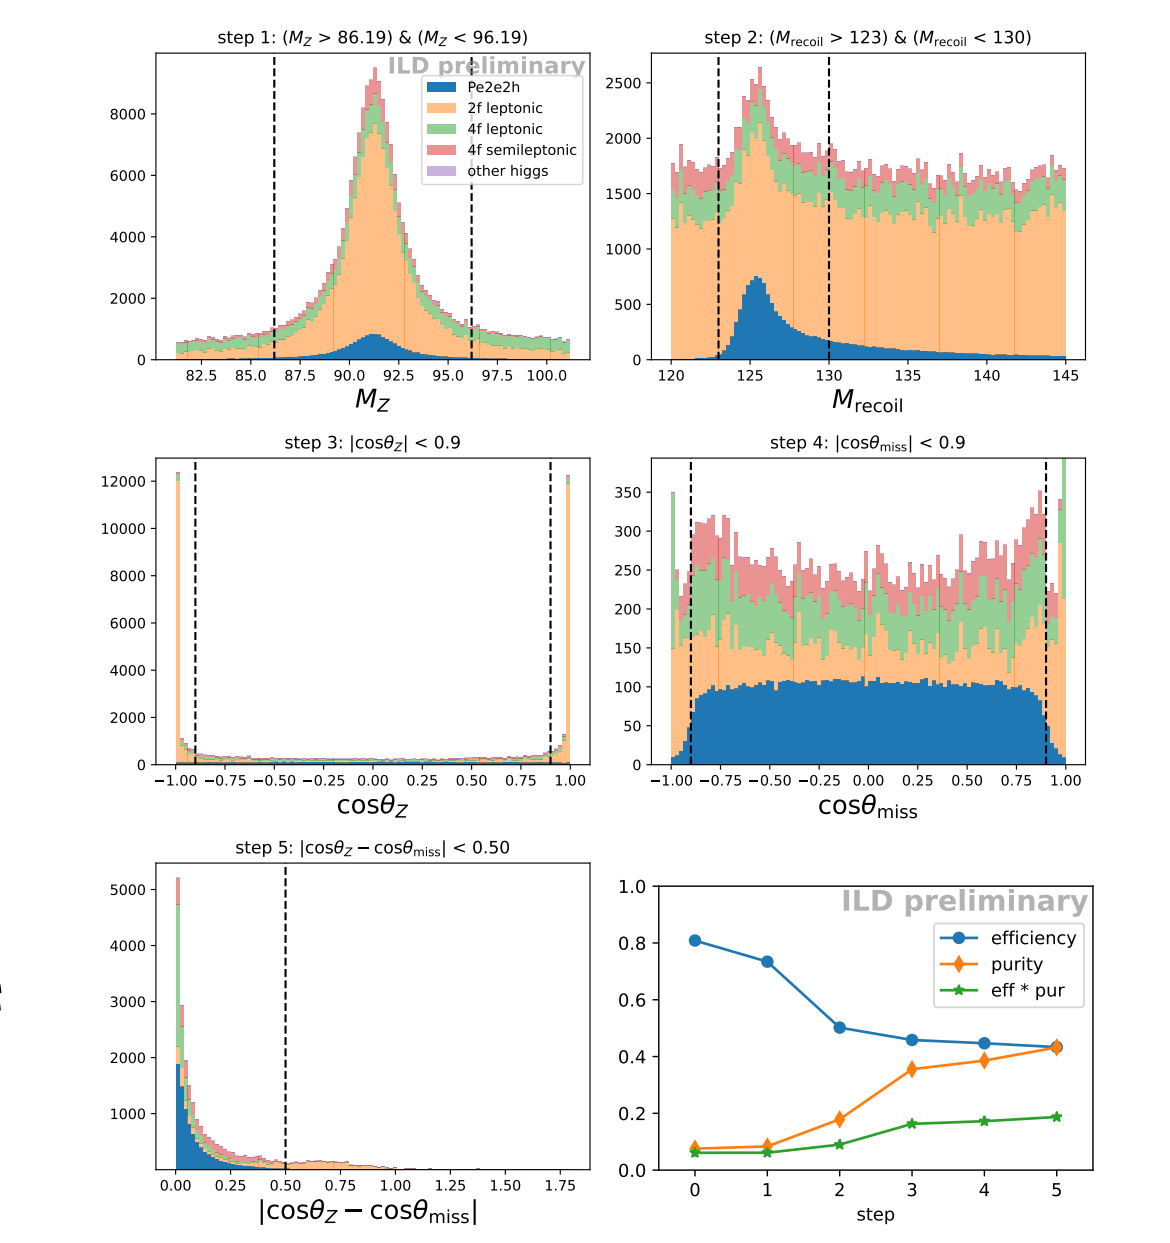 step 1: (M_Z > 86.19) & (M_Z < 96.19)
ILD preliminary
Pe2e2h
2f leptonic
4f leptonic
4f semileptonic
other higgs
8000
6000
4000
2000
0
82.5 85.0 87.5 90.0 92.5 95.0 97.5 100.0
M_Z
step 2: (M_recoil > 123) & (M_recoil < 130)
2500
2000
1500
1000
500
0
120 125 130 135 140 145
M_recoil
step 3: |cosθ_Z| < 0.9
12000
10000
8000
6000
4000
2000
0
−1.00 −0.75 −0.50 −0.25 0.00 0.25 0.50 0.75 1.00
cosθ_Z
step 4: |cosθ_miss| < 0.9
350
300
250
200
150
100
50
0
−1.00 −0.75 −0.50 −0.25 0.00 0.25 0.50 0.75 1.00
cosθ_miss
step 5: |cosθ_Z − cosθ_miss| < 0.50
5000
4000
3000
2000
1000
0.00 0.25 0.50 0.75 1.00 1.25 1.50 1.75
|cosθ_Z − cosθ_miss|
ILD preliminary
efficiency
purity
eff * pur
1.0
0.8
0.6
0.4
0.2
0.0
0 1 2 3 4 5
step